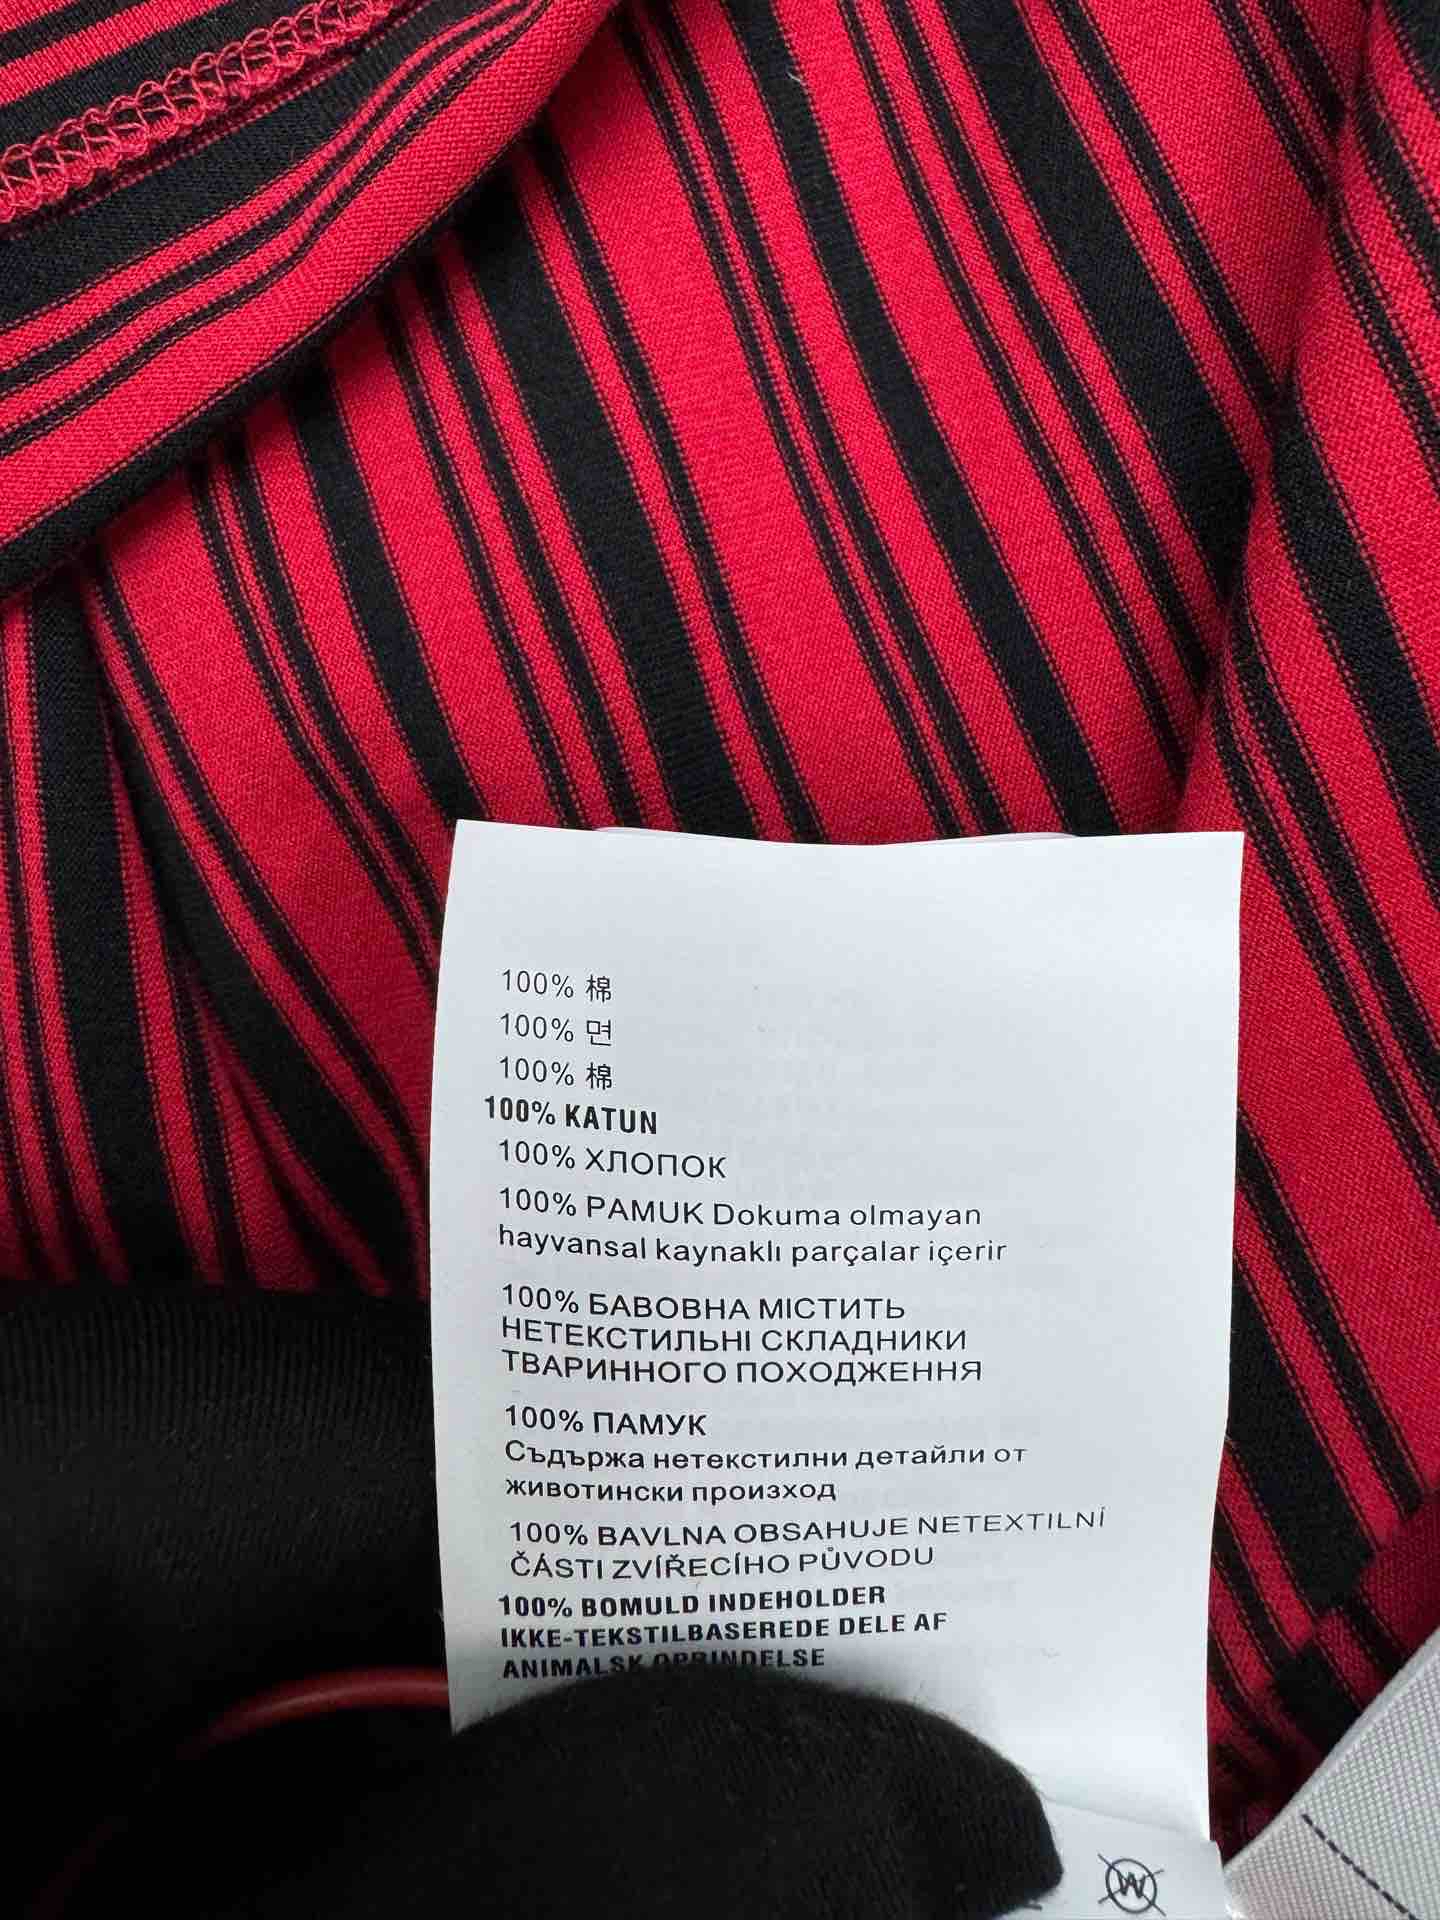 100% 棉
100% 면
100% 棉
100% KATUN
100% ХЛОПОК
100% PAMUK Dokuma olmayan
hayvansal kaynaklı parçalar içerir
100% БАВОВНА МІСТИТЬ
НЕТЕКСТИЛЬНІ СКЛАДНИКИ
ТВАРИННОГО ПОХОДЖЕННЯ
100% ПАМУК
Съдържа нетекстилни детайли от
животински произход
100% BAVLNA OBSAHUJE NETEXTILNÍ
ČÁSTI ZVÍŘECÍHO PŮVODU
100% BOMULD INDEHOLDER
IKKE-TEKSTILBASEREDE DELE AF
ANIMALSK OPRINDELSE
W